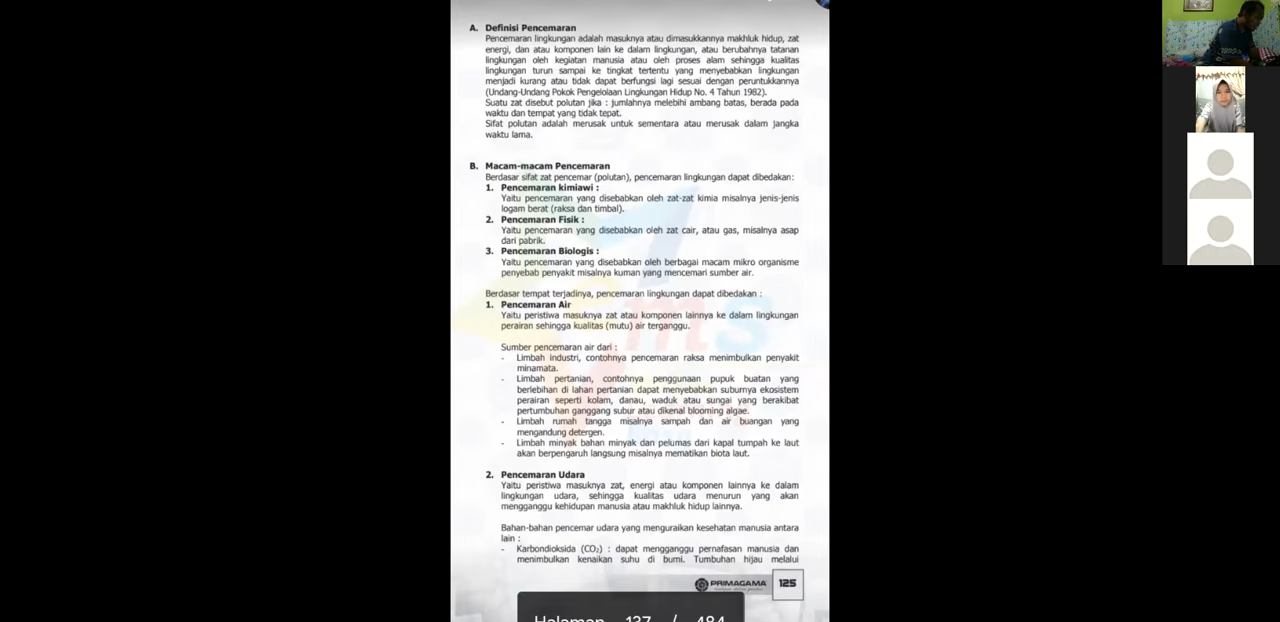 A. Definisi Pencemaran
Pencemaran lingkungan adalah masuknya atau dimasukkannya makhluk hidup, zat
energi, dan atau komponen lain ke dalam lingkungan, atau berubahnya tatanan
lingkungan oleh kegiatan manusia atau oleh proses alam sehingga kualitas
lingkungan turun sampai ke tingkat tertentu yang menyebabkan lingkungan
menjadi kurang atau tidak dapat berfungsi lagi sesuai dengan peruntukkannya
(Undang-Undang Pokok Pengelolaan Lingkungan Hidup No. 4 Tahun 1982).
Suatu zat disebut polutan jika : jumlahnya melebihi ambang batas, berada pada
waktu dan tempat yang tidak tepat.
Sifat polutan adalah merusak untuk sementara atau merusak dalam jangka
waktu lama.
B. Macam-macam Pencemaran
Berdasar sifat zat pencemar (polutan), pencemaran lingkungan dapat dibedakan:
1. Pencemaran kimiawi :
Yaitu pencemaran yang disebabkan oleh zat-zat kimia misalnya jenis-jenis
logam berat (raksa dan timbal).
2. Pencemaran Fisik :
Yaitu pencemaran yang disebabkan oleh zat cair, atau gas, misalnya asap
dari pabrik.
3. Pencemaran Biologis :
Yaitu pencemaran yang disebabkan oleh berbagai macam mikro organisme
penyebab penyakit misalnya kuman yang mencemari sumber air.
Berdasar tempat terjadinya, pencemaran lingkungan dapat dibedakan :
1. Pencemaran Air
Yaitu peristiwa masuknya zat atau komponen lainnya ke dalam lingkungan
perairan sehingga kualitas (mutu) air terganggu.
Sumber pencemaran air dari :
- Limbah industri, contohnya pencemaran raksa menimbulkan penyakit
minamata.
- Limbah pertanian, contohnya penggunaan pupuk buatan yang
berlebihan di lahan pertanian dapat menyebabkan suburnya ekosistem
perairan seperti kolam, danau, waduk atau sungai yang berakibat
pertumbuhan ganggang subur atau dikenal blooming algae.
- Limbah rumah tangga misalnya sampah dan air buangan yang
mengandung detergen.
- Limbah minyak bahan minyak dan pelumas dari kapal tumpah ke laut
akan berpengaruh langsung misalnya mematikan biota laut.
2. Pencemaran Udara
Yaitu peristiwa masuknya zat, energi atau komponen lainnya ke dalam
lingkungan udara, sehingga kualitas udara menurun yang akan
mengganggu kehidupan manusia atau makhluk hidup lainnya.
Bahan-bahan pencemar udara yang menguraikan kesehatan manusia antara
lain :
- Karbondioksida (CO₂) : dapat mengganggu pernafasan manusia dan
menimbulkan kenaikan suhu di bumi. Tumbuhan hijau melalui
PRIMAGAMA 125
Halaman 137 / 484